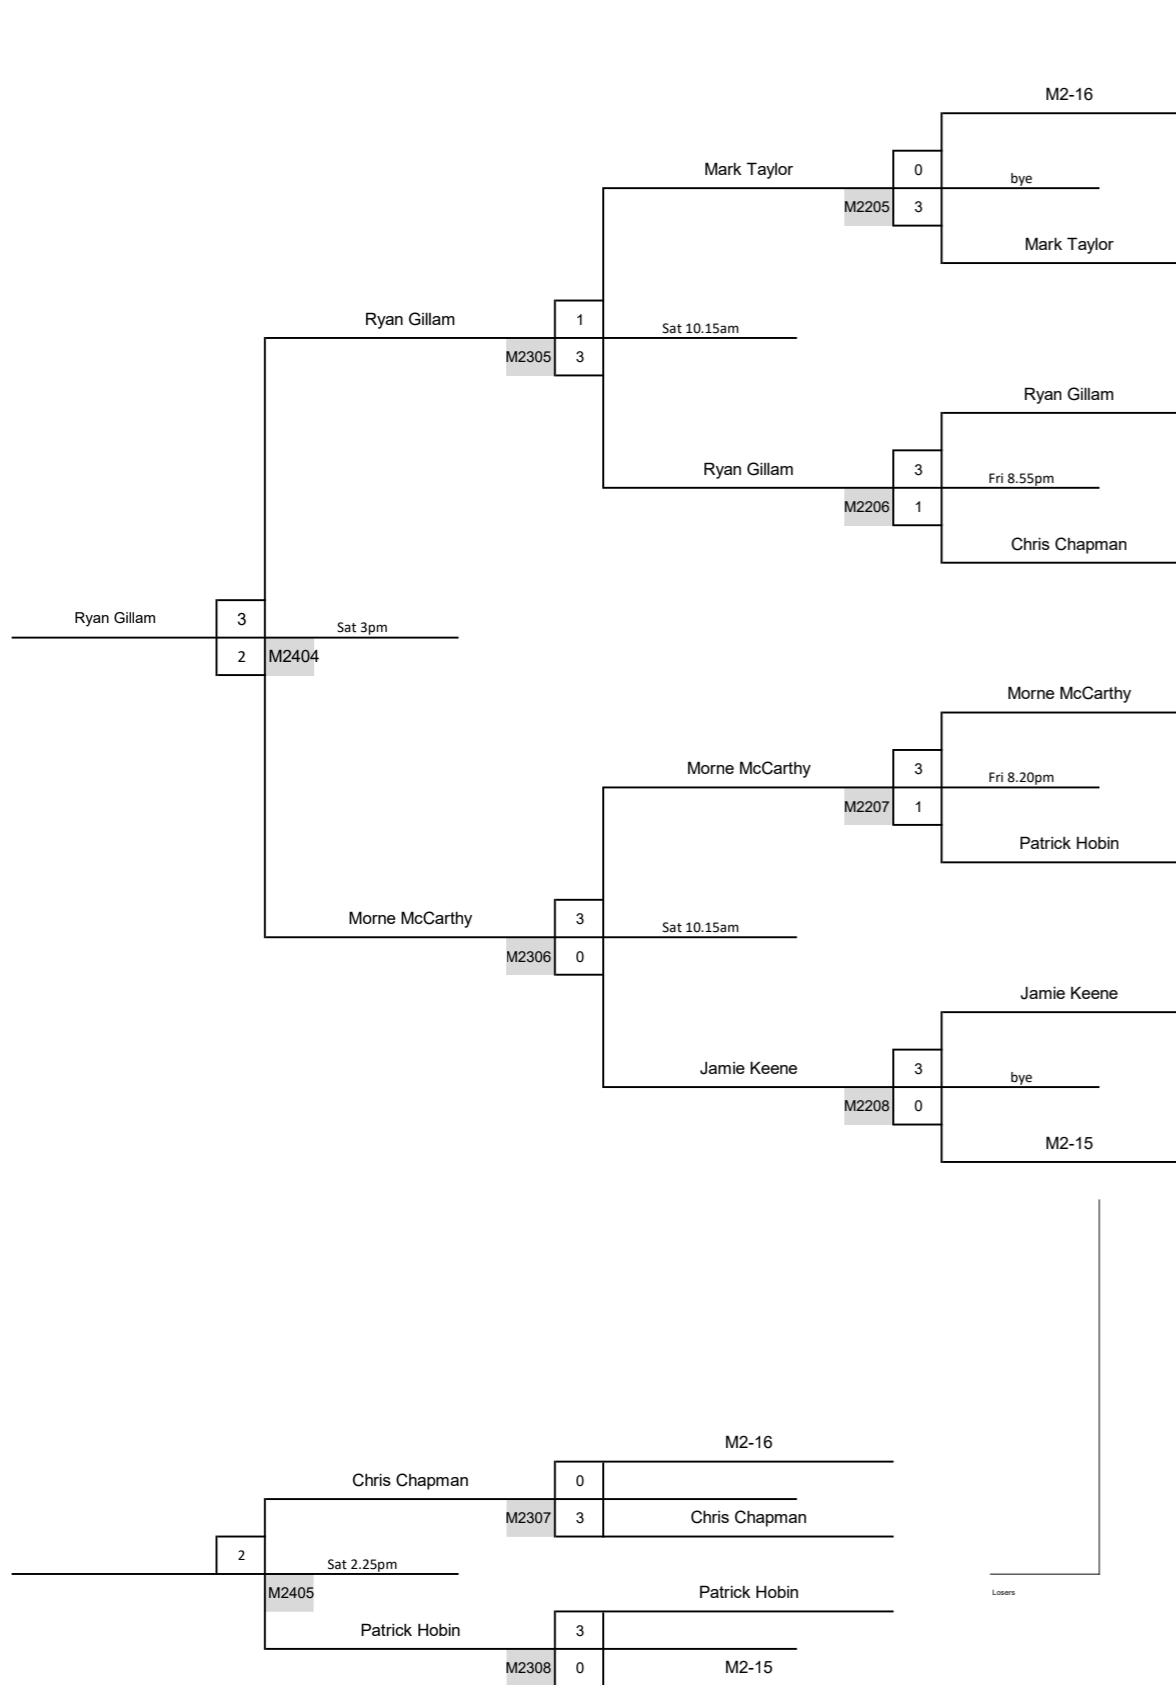 M2-16
Mark Taylor
0
bye
M2205
3
Mark Taylor
Ryan Gillam
1
Sat 10.15am
M2305
3
Ryan Gillam
Ryan Gillam
3
Fri 8.55pm
M2206
1
Chris Chapman
Ryan Gillam
3
Sat 3pm
2
M2404
Morne McCarthy
Morne McCarthy
3
Fri 8.20pm
M2207
1
Patrick Hobin
Morne McCarthy
3
Sat 10.15am
M2306
0
Jamie Keene
Jamie Keene
3
bye
M2208
0
M2-15
M2-16
Chris Chapman
0
M2307
3
Chris Chapman
2
Sat 2.25pm
M2405
Patrick Hobin
Losers
Patrick Hobin
3
M2308
0
M2-15